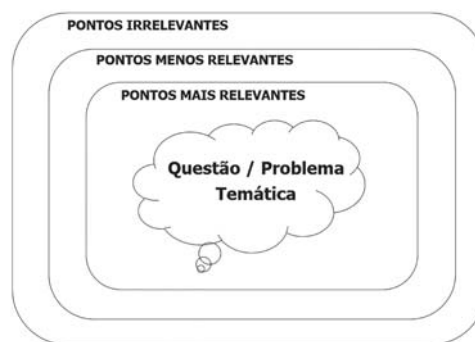 PONTOS IRRELEVANTES
PONTOS MENOS RELEVANTES
PONTOS MAIS RELEVANTES
Questão / Problema
Temática